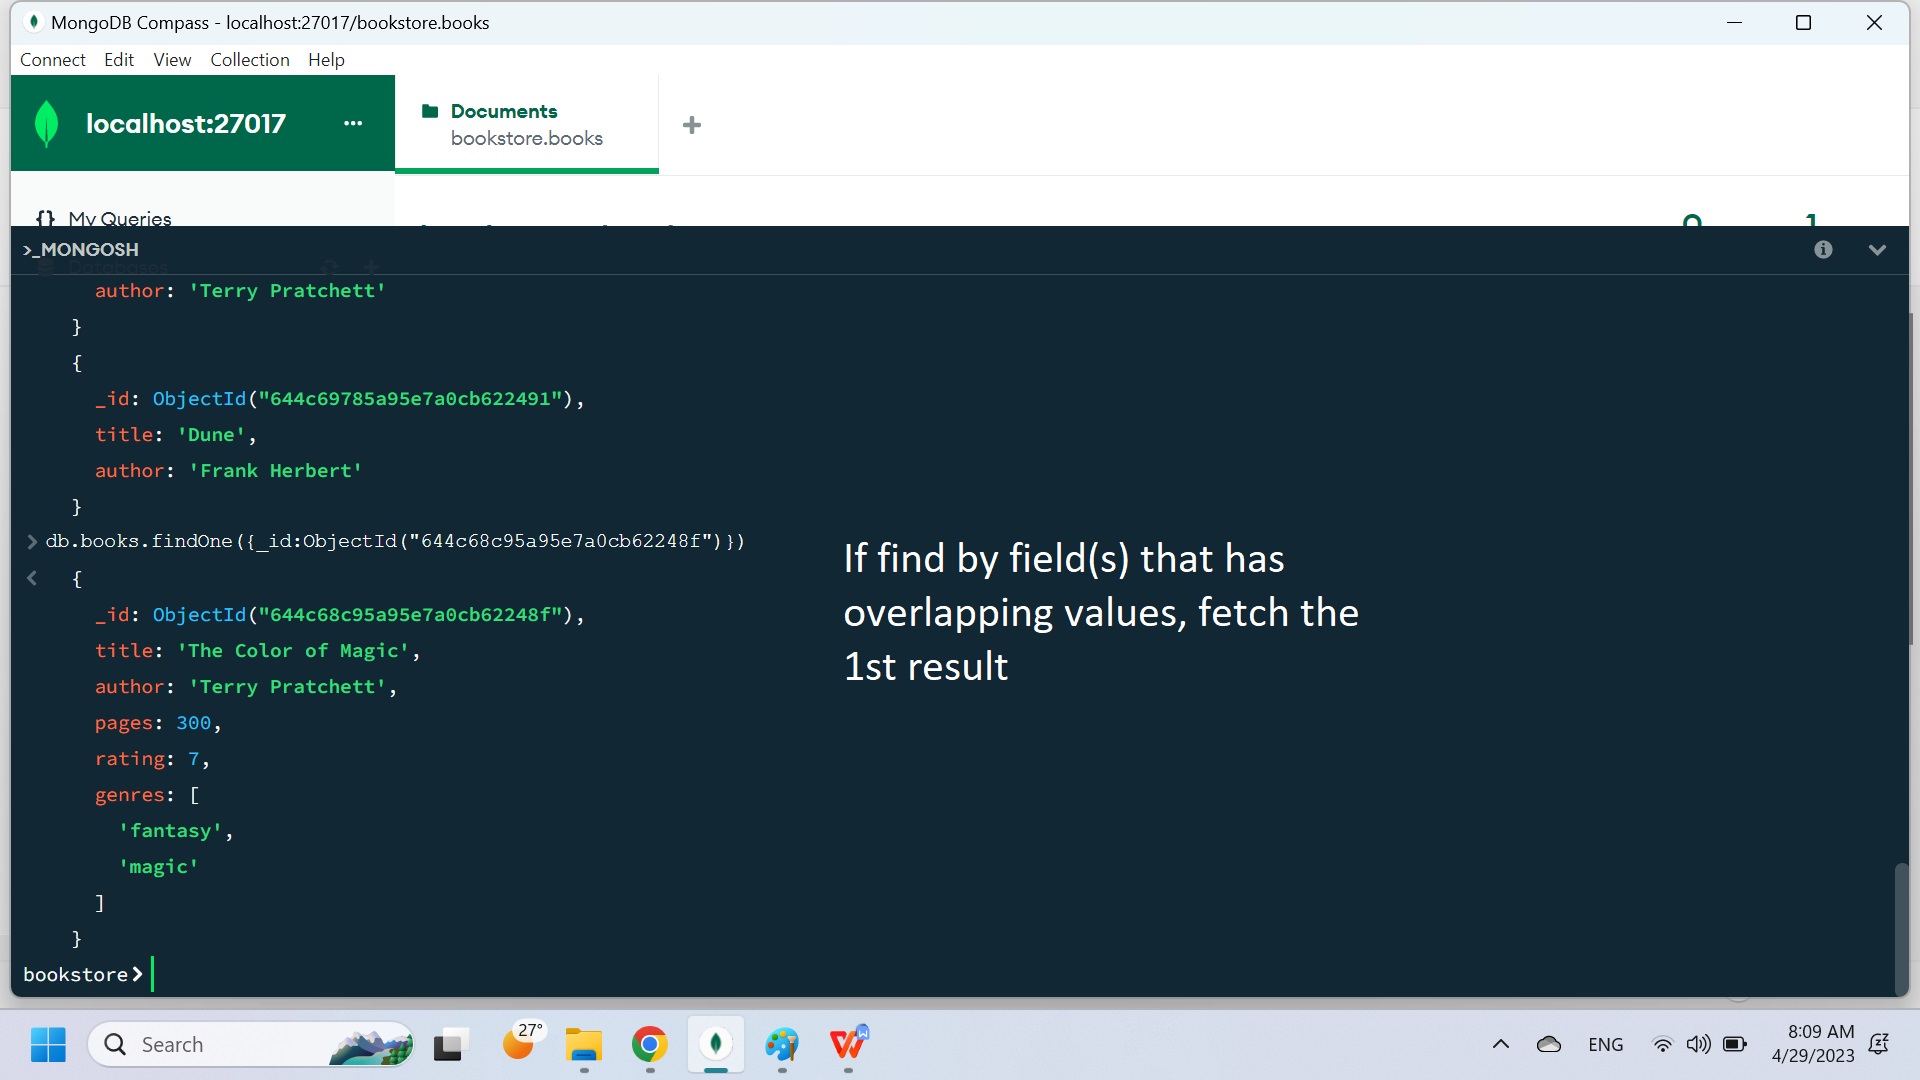 MongoDB Compass - localhost:27017/bookstore.books
Connect Edit View Collection Help
localhost:27017 ...
Documents
bookstore.books
{} My Queries
>_MONGOSH
Databases
author: 'Terry Pratchett'
}
{
_id: ObjectId("644c69785a95e7a0cb622491"),
title: 'Dune',
author: 'Frank Herbert'
}
> db.books.findOne({_id:ObjectId("644c68c95a95e7a0cb62248f")})
< {
_id: ObjectId("644c68c95a95e7a0cb62248f"),
title: 'The Color of Magic',
author: 'Terry Pratchett',
pages: 300,
rating: 7,
genres: [
'fantasy',
'magic'
]
}
If find by field(s) that has
overlapping values, fetch the
1st result
bookstore>
Search
27°
ENG
8:09 AM
4/29/2023